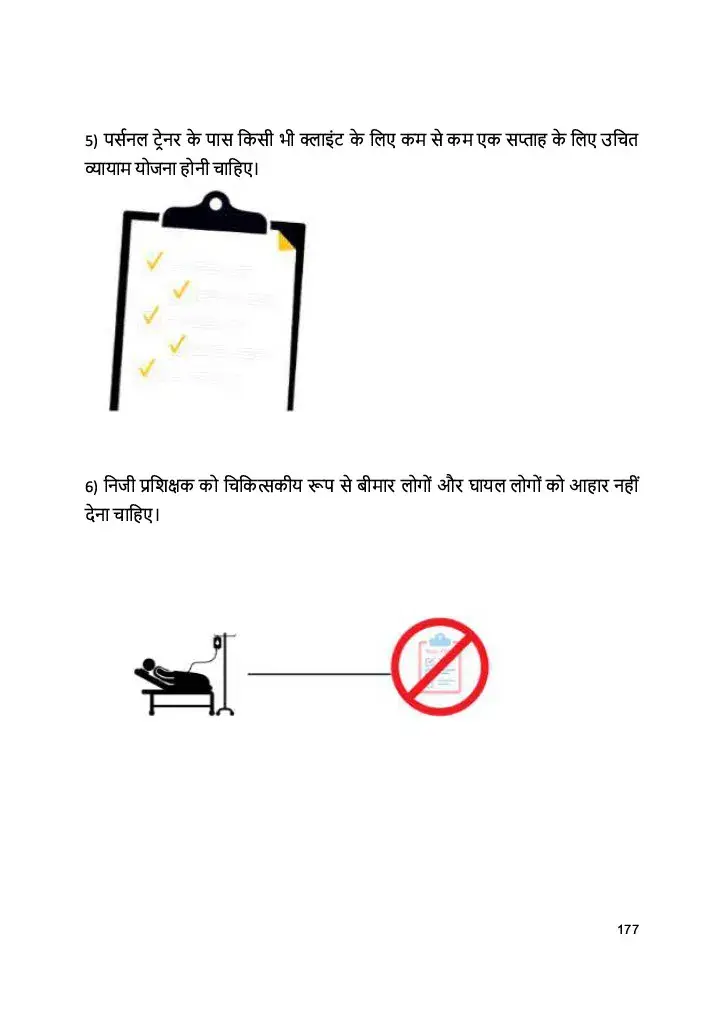 5) पर्सनल ट्रेनर के पास किसी भी क्लाइंट के लिए कम से कम एक सप्ताह के लिए उचित
व्यायाम योजना होनी चाहिए।
6) निजी प्रशिक्षक को चिकित्सकीय रूप से बीमार लोगों और घायल लोगों को आहार नहीं
देना चाहिए।
177